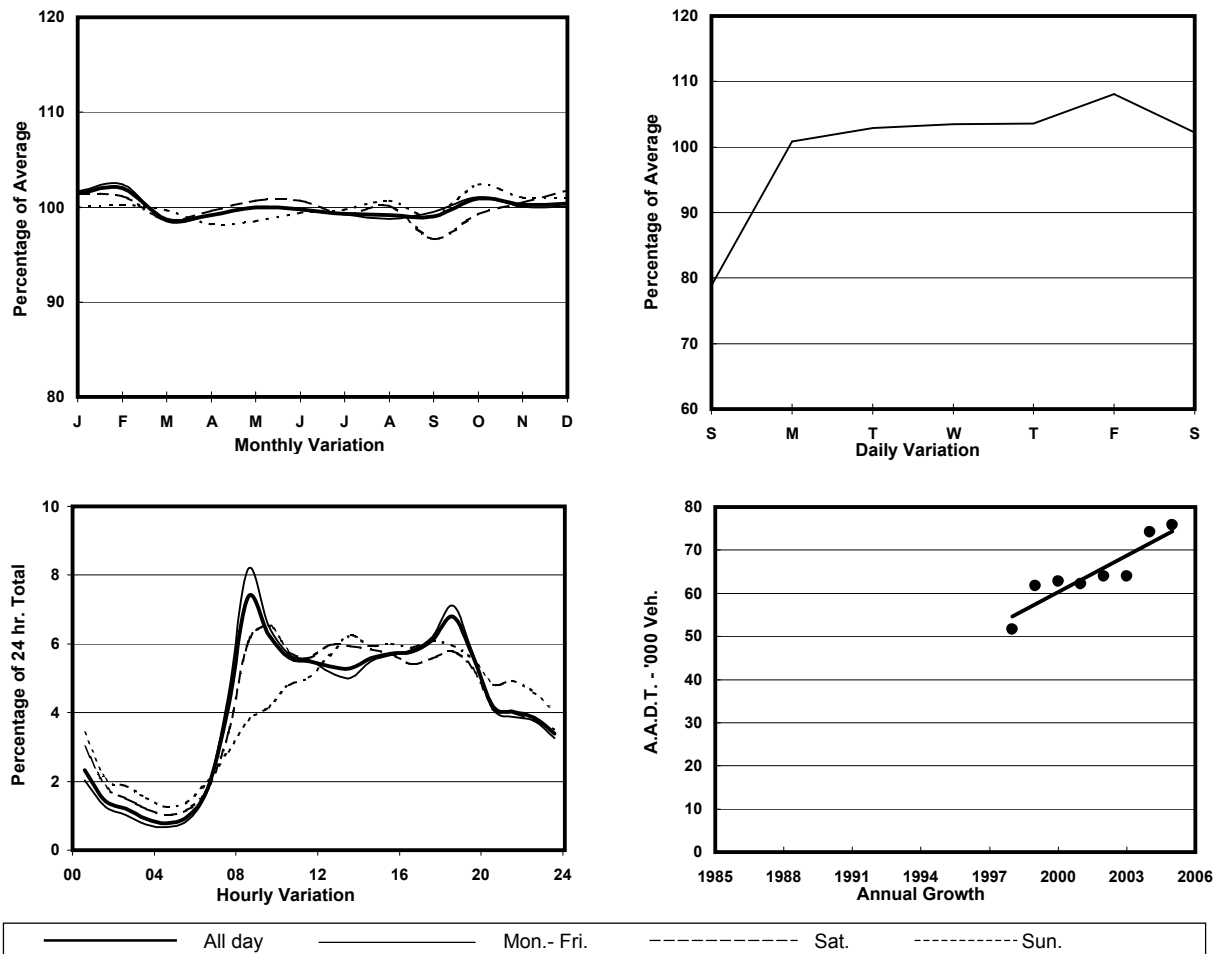 120
110
100
90
80
Percentage of Average
J F M A M J J A S O N D
Monthly Variation
120
110
100
90
80
70
60
Percentage of Average
S M T W T F S
Daily Variation
10
8
6
4
2
0
Percentage of 24 hr. Total
00 04 08 12 16 20 24
Hourly Variation
80
70
60
50
40
30
20
10
0
A.A.D.T. - '000 Veh.
1985 1988 1991 1994 1997 2000 2003 2006
Annual Growth
All day Mon.- Fri. Sat. Sun.